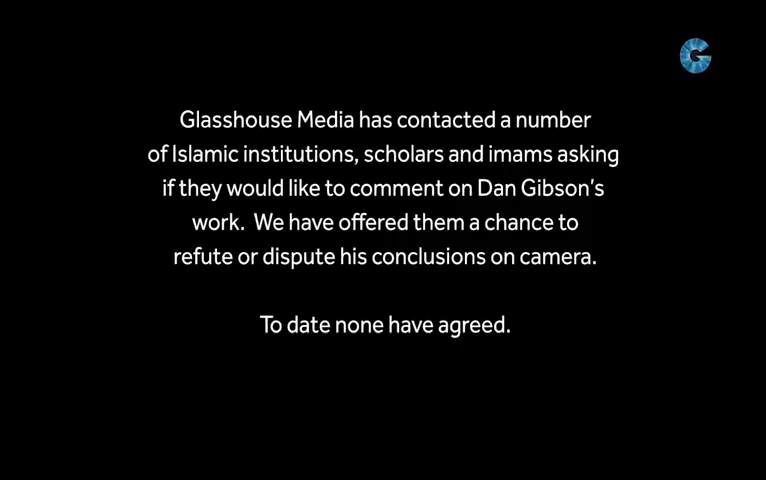 G
Glasshouse Media has contacted a number
of Islamic institutions, scholars and imams asking
if they would like to comment on Dan Gibson's
work.  We have offered them a chance to
refute or dispute his conclusions on camera.
To date none have agreed.